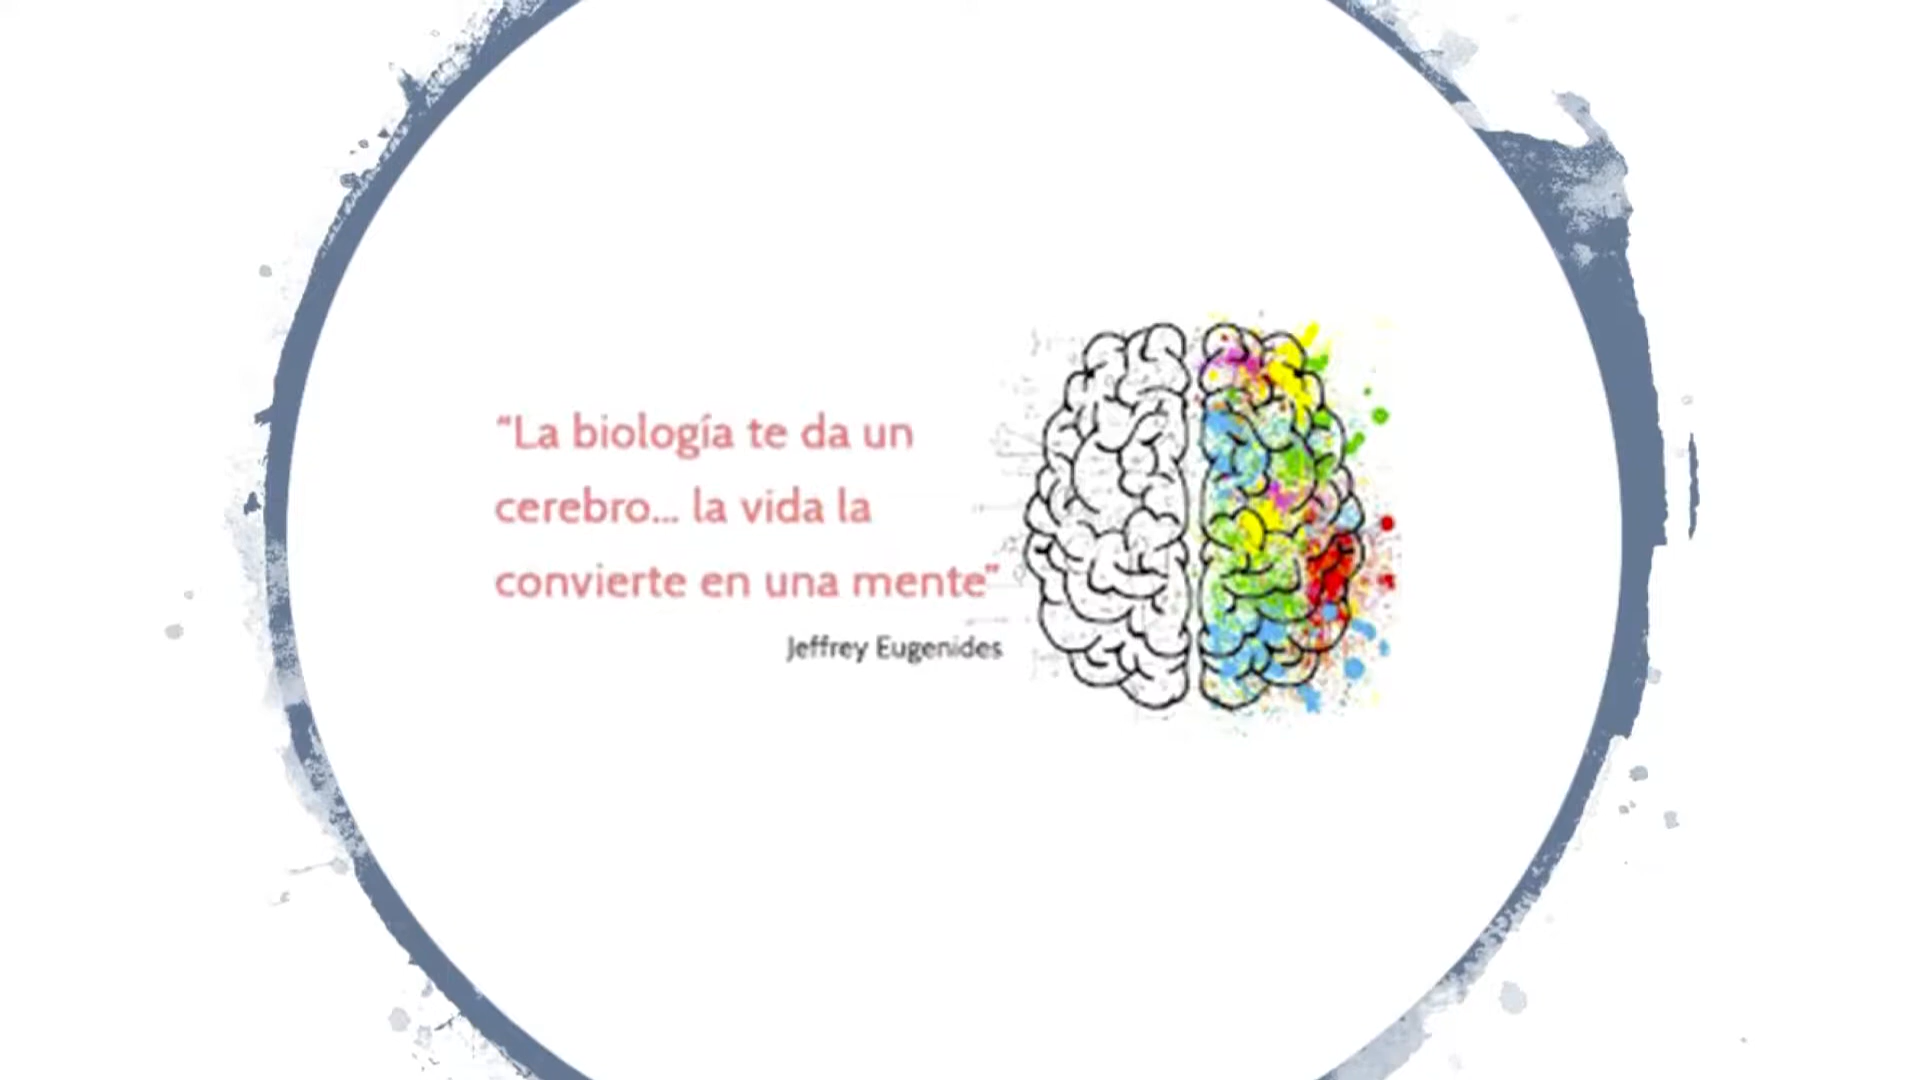 “La biología te da un
cerebro... la vida la
convierte en una mente”
Jeffrey Eugenides